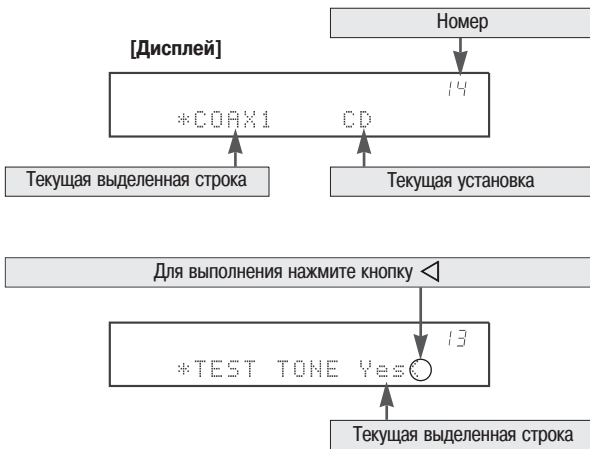 Номер
[Дисплей]
14
*COAX1 CD
Текущая выделенная строка
Текущая установка
Для выполнения нажмите кнопку ◁
13
*TEST TONE Yes
Текущая выделенная строка